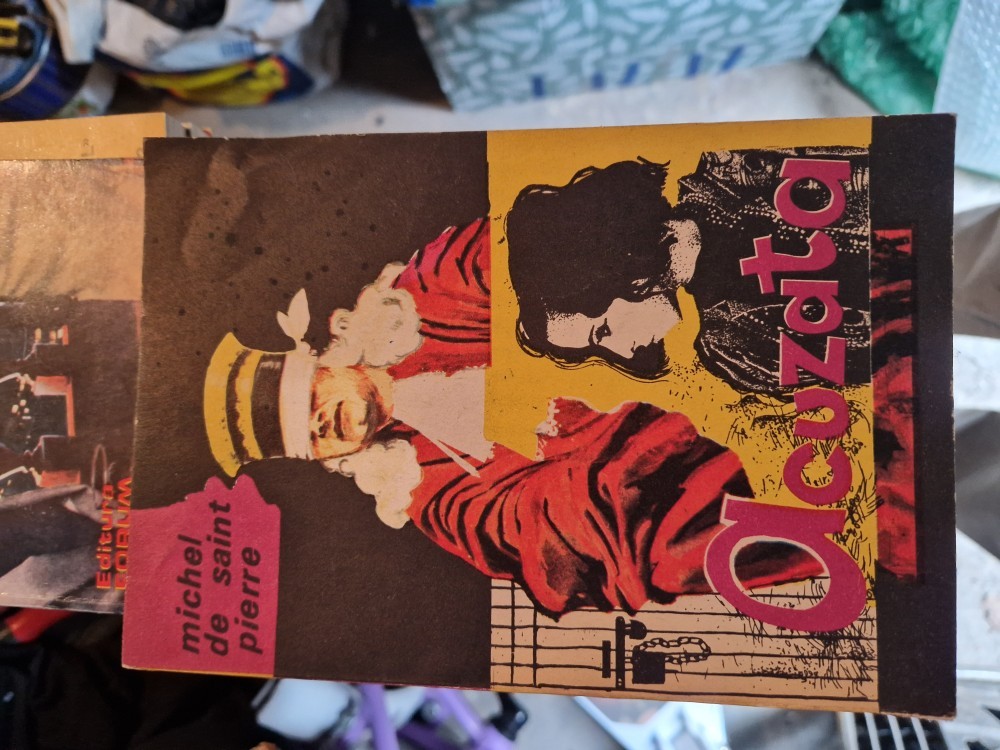 michel
de saint
pierre
acuzata
Editura